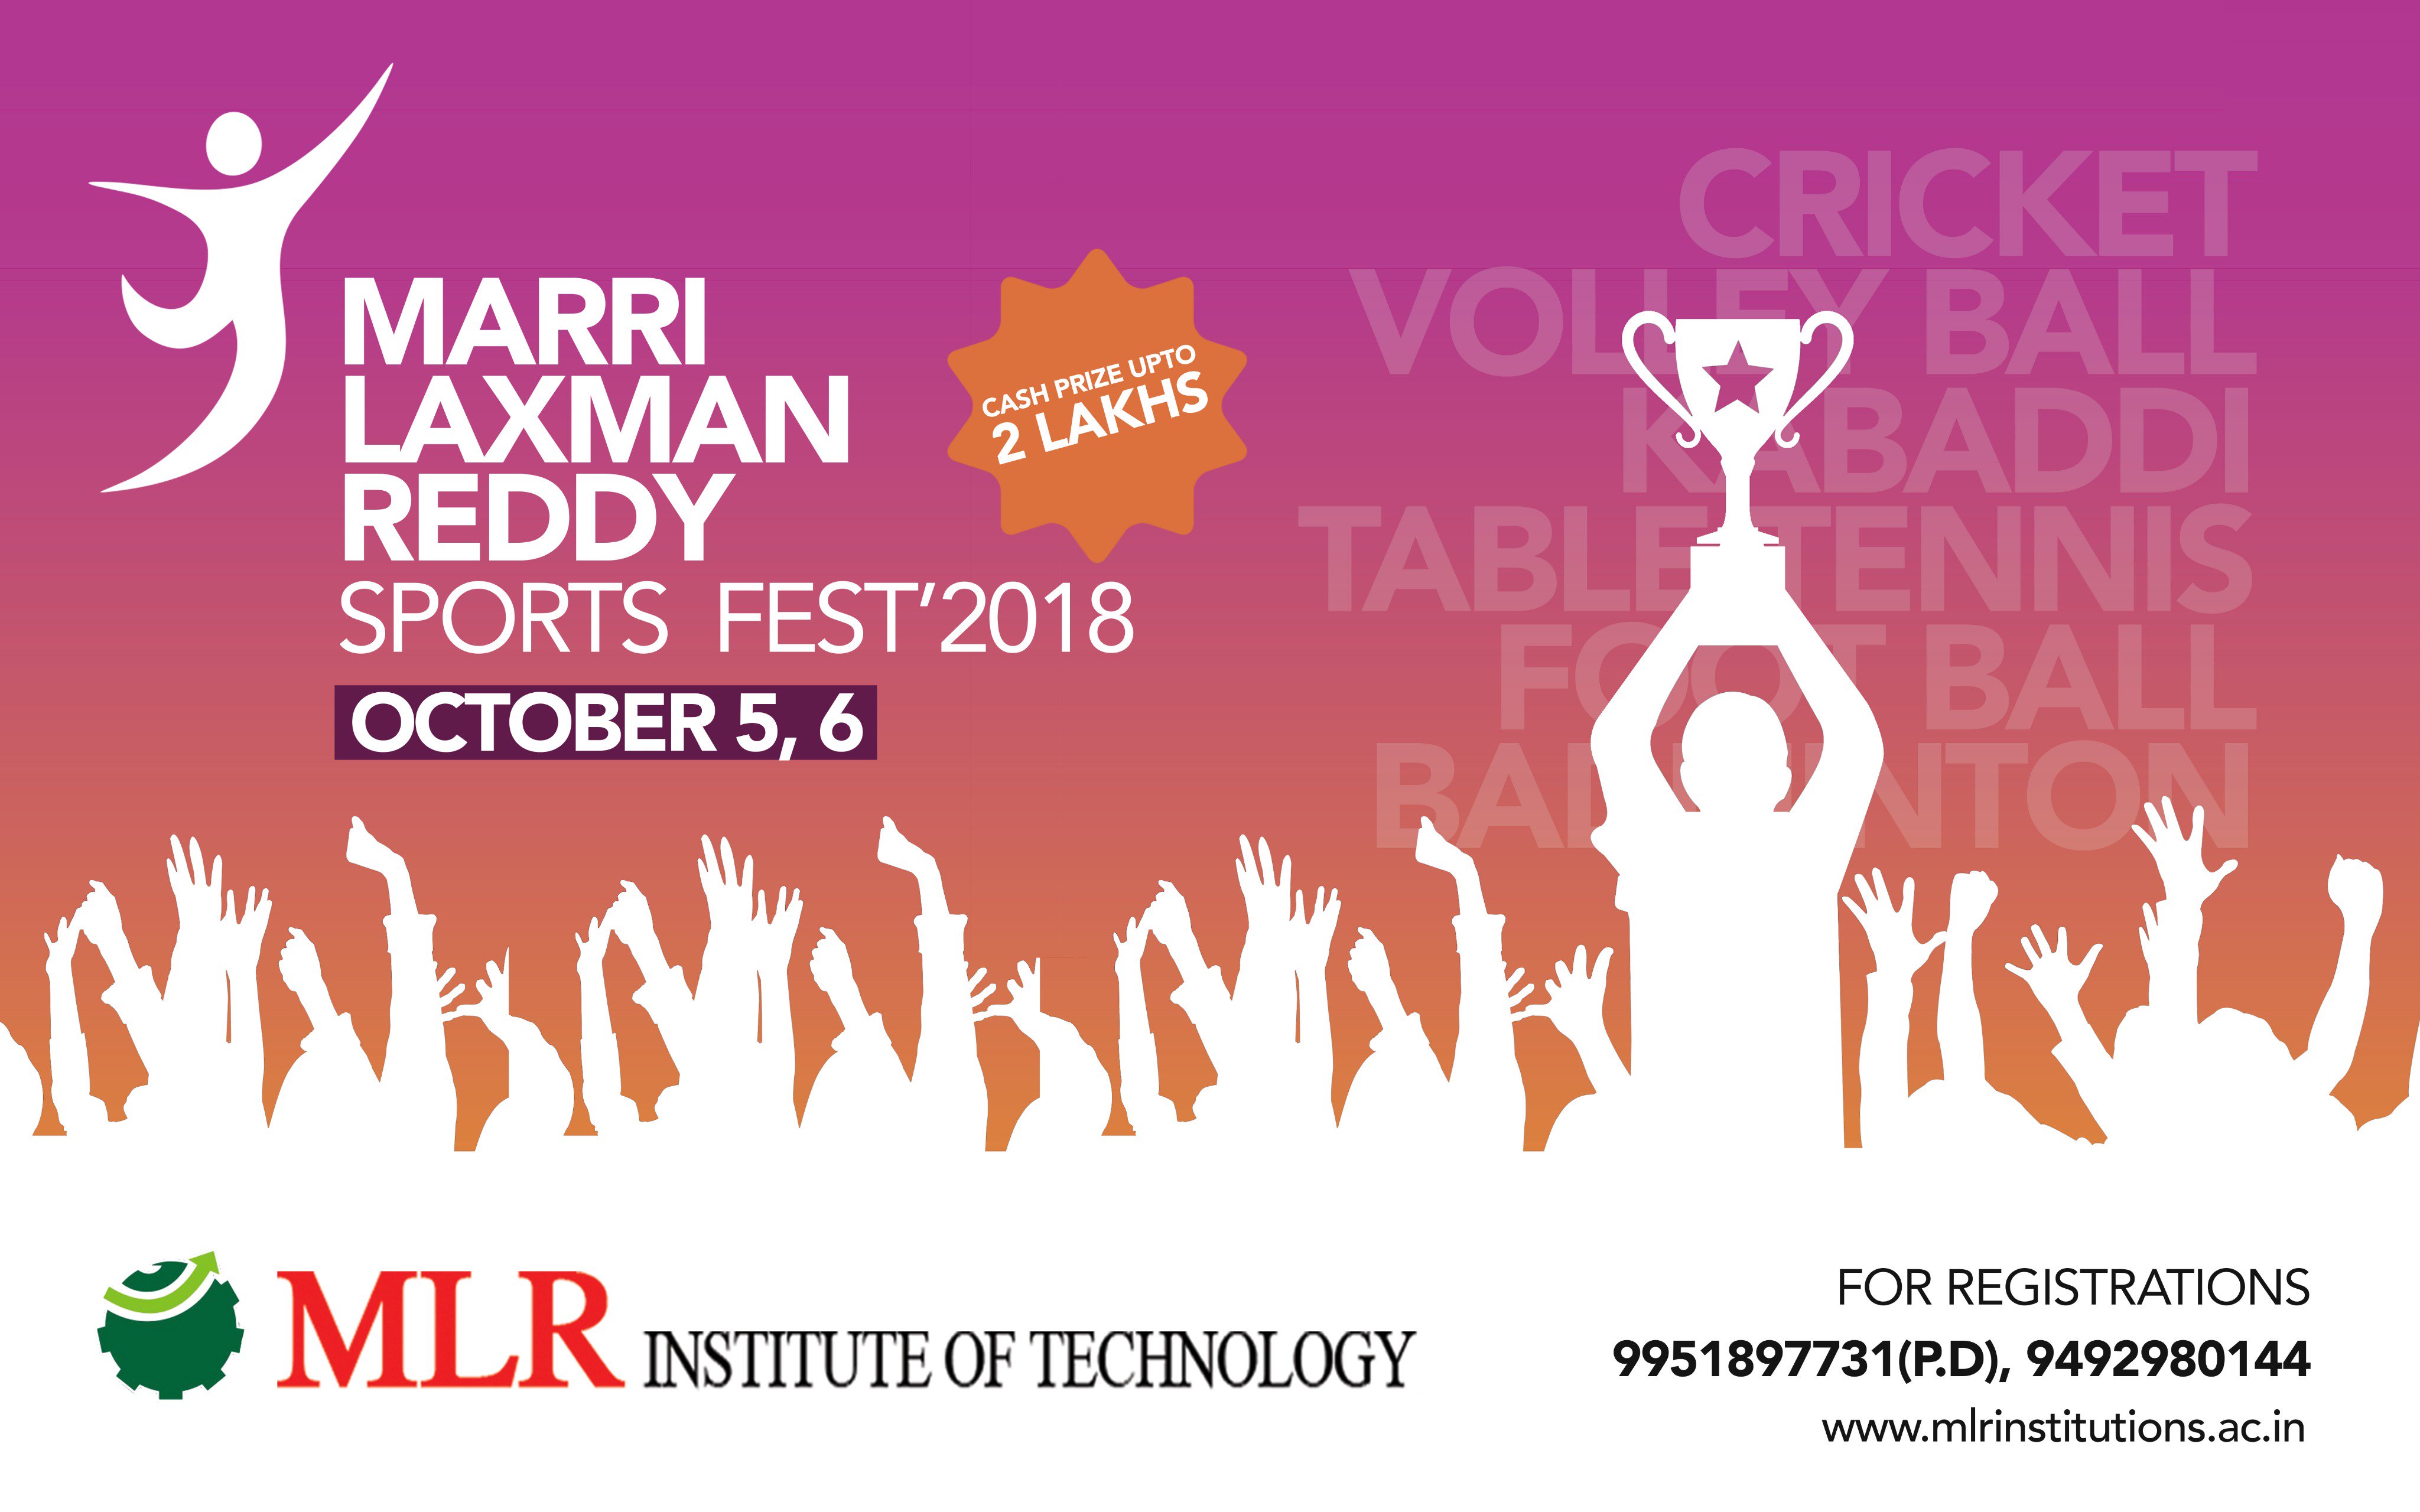 MARRI
LAXMAN
REDDY
SPORTS FEST'2018
OCTOBER 5, 6
CASH PRIZE UPTO
2 LAKHS
CRICKET
VOLLEY BALL
KABADDI
TABLE TENNIS
FOOT BALL
BADMINTON
MLR INSTITUTE OF TECHNOLOGY
FOR REGISTRATIONS
9951897731(P.D), 9492980144
www.mlrinstitutions.ac.in